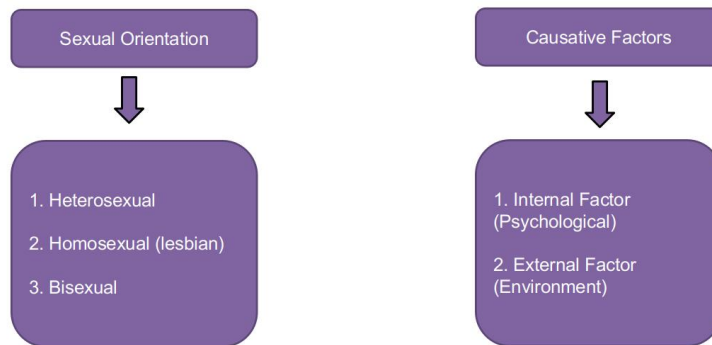 Sexual Orientation
1. Heterosexual
2. Homosexual (lesbian)
3. Bisexual
Causative Factors
1. Internal Factor
(Psychological)
2. External Factor
(Environment)